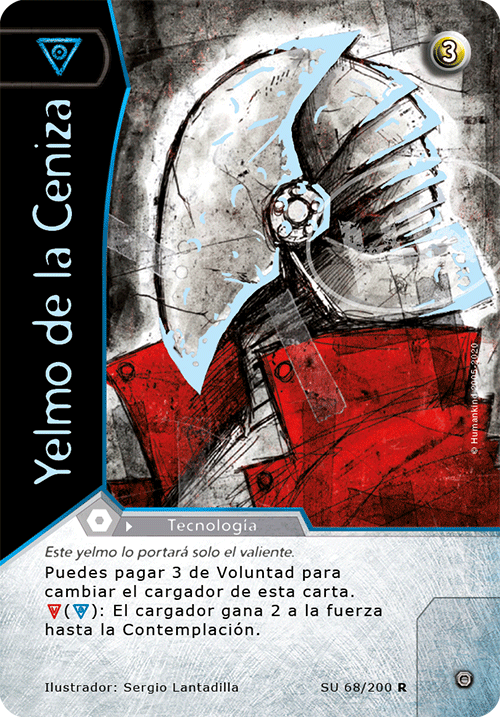 3
Yelmo de la Ceniza
© Humankind 2005-2020
Tecnología
Este yelmo lo portará solo el valiente.
Puedes pagar 3 de Voluntad para
cambiar el cargador de esta carta.
(): El cargador gana 2 a la fuerza
hasta la Contemplación.
Ilustrador: Sergio Lantadilla
SU 68/200 R